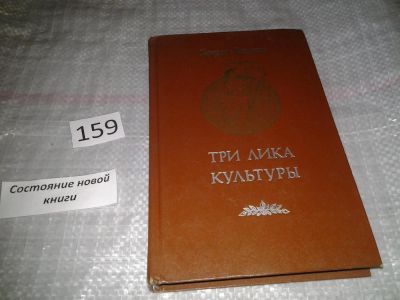 ТРИ ЛИКА
КУЛЬТУРЫ
159
Состояние новой
книги